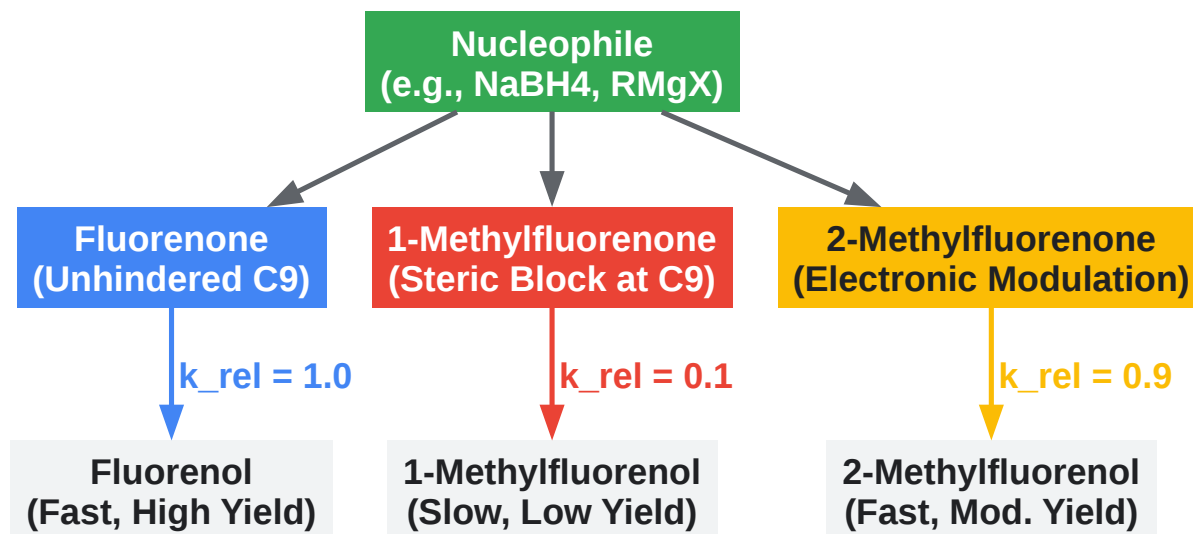 Nucleophile
(e.g., NaBH4, RMgX)
Fluorenone
(Unhindered C9)
1-Methylfluorenone
(Steric Block at C9)
2-Methylfluorenone
(Electronic Modulation)
k_rel = 1.0
k_rel = 0.1
k_rel = 0.9
Fluorenol
(Fast, High Yield)
1-Methylfluorenol
(Slow, Low Yield)
2-Methylfluorenol
(Fast, Mod. Yield)